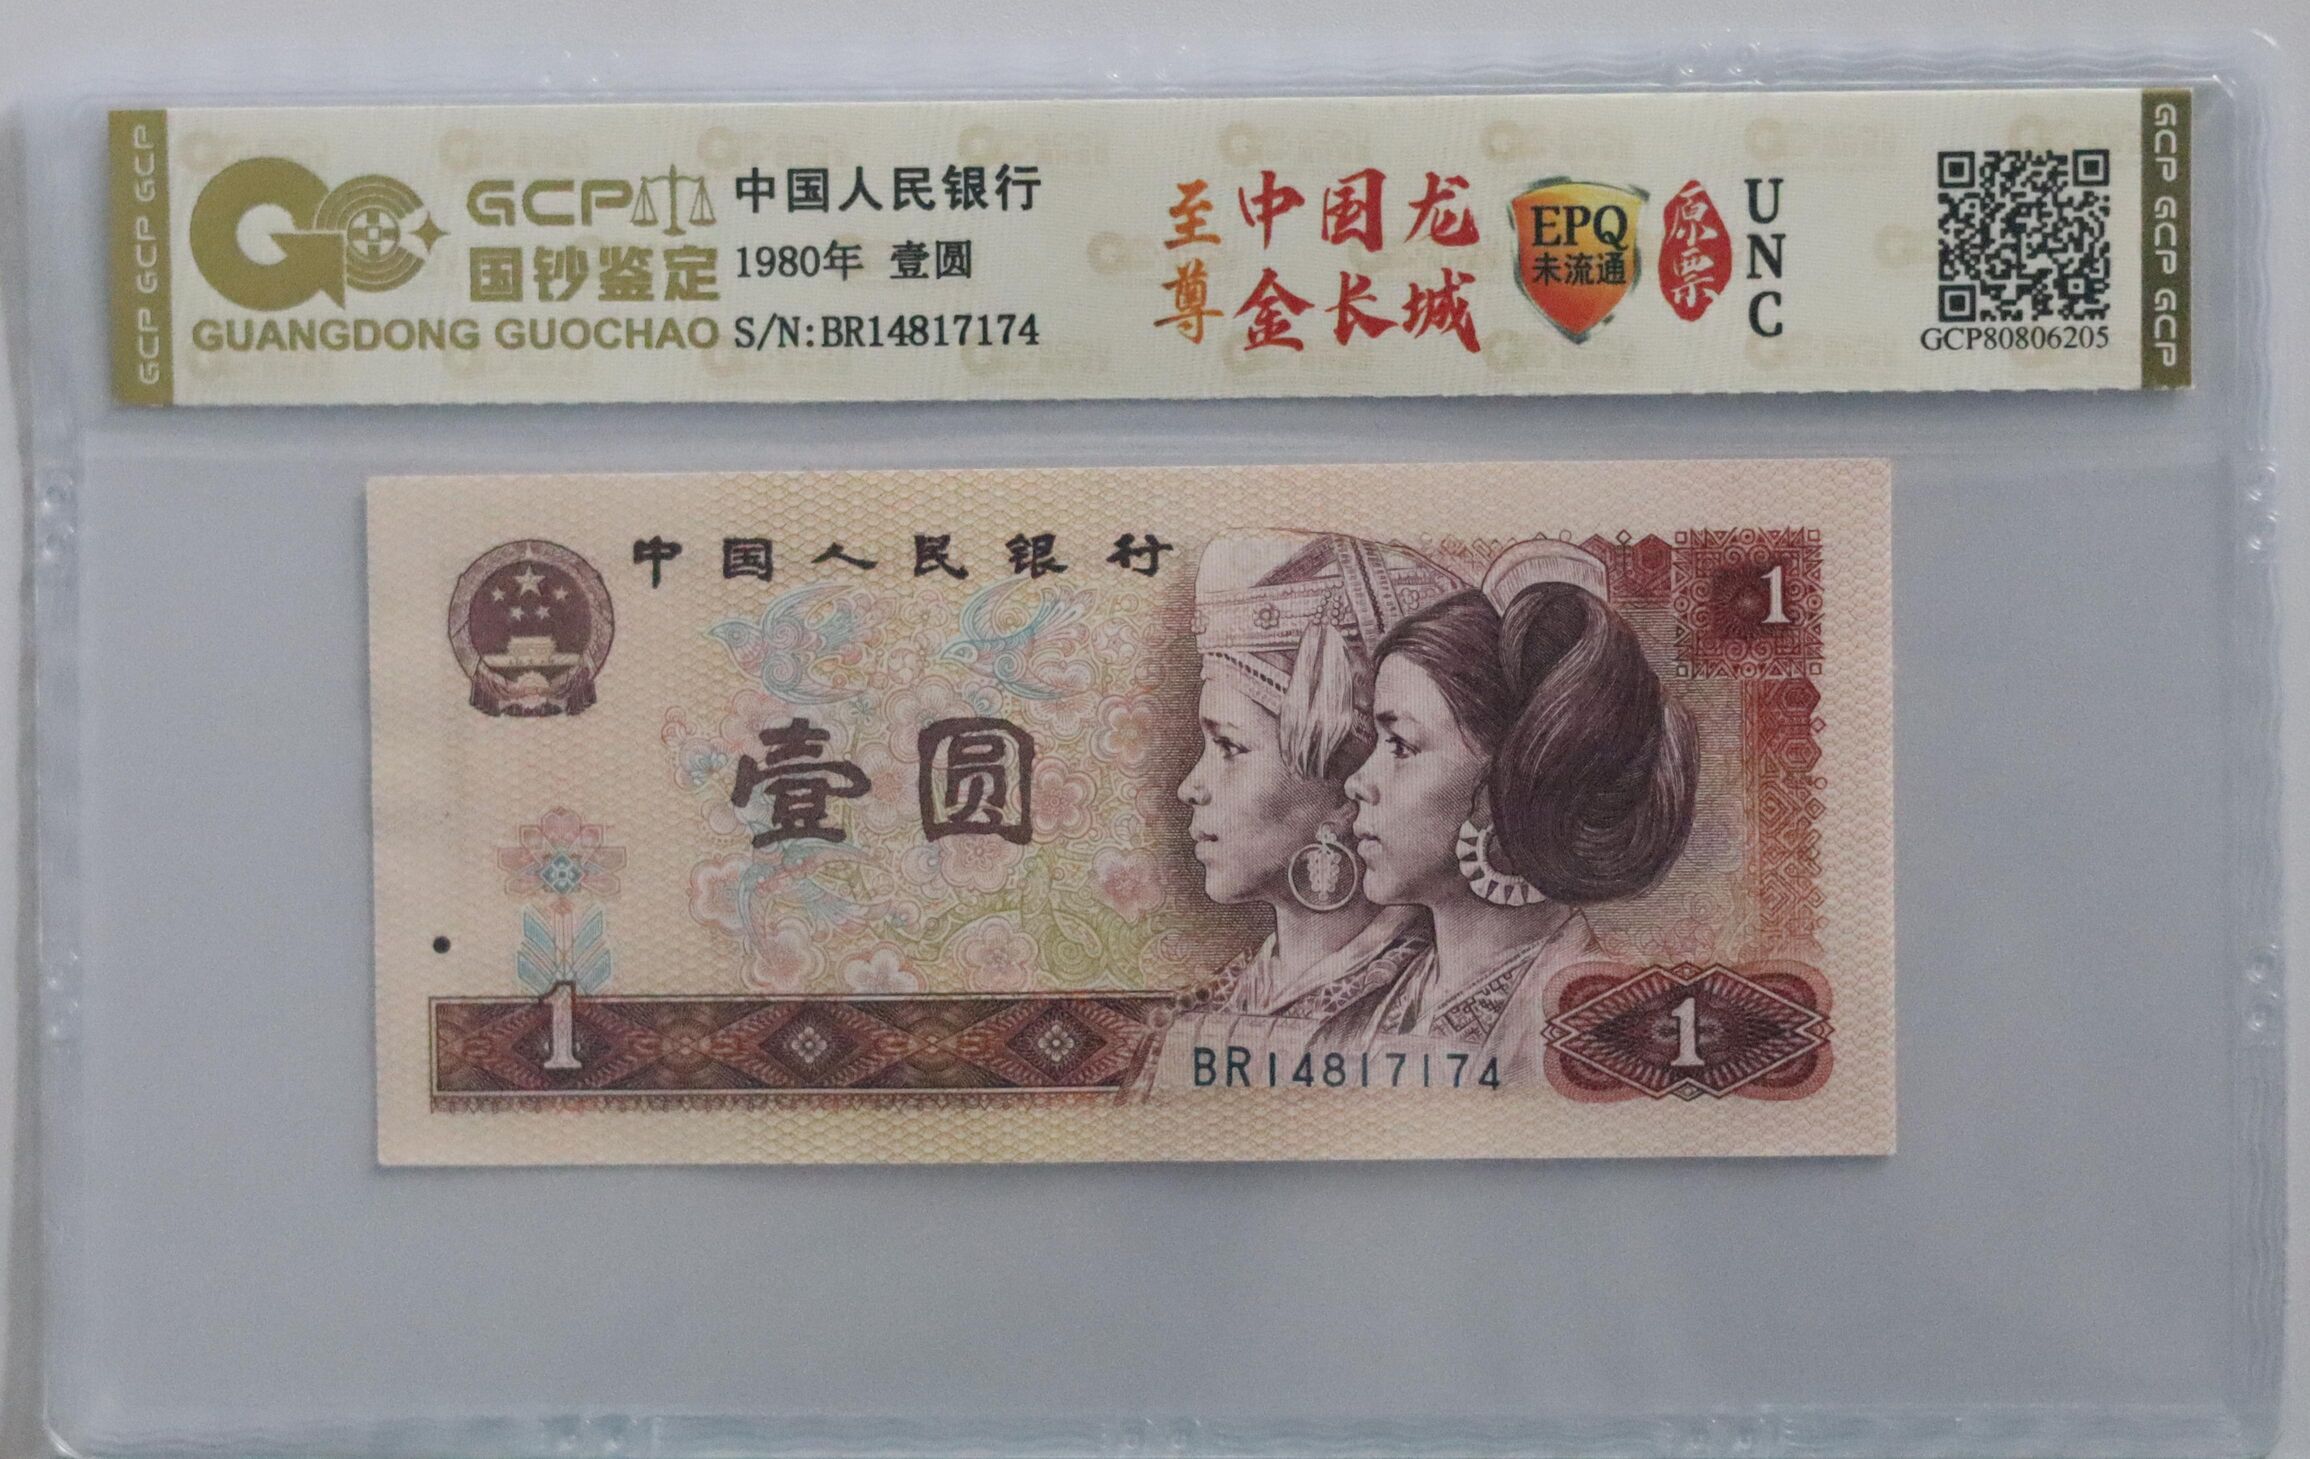 GCP GCP GCP
GCP
国钞鉴定
GUANGDONG GUOCHAO
中国人民银行
1980年 壹圆
S/N:BR14817174
至尊
中国龙
金长城
EPQ
未流通
原票
UNC
GCP80806205
GCP GCP GCP
中国人民银行
1
壹圆
1
BR14817174
1